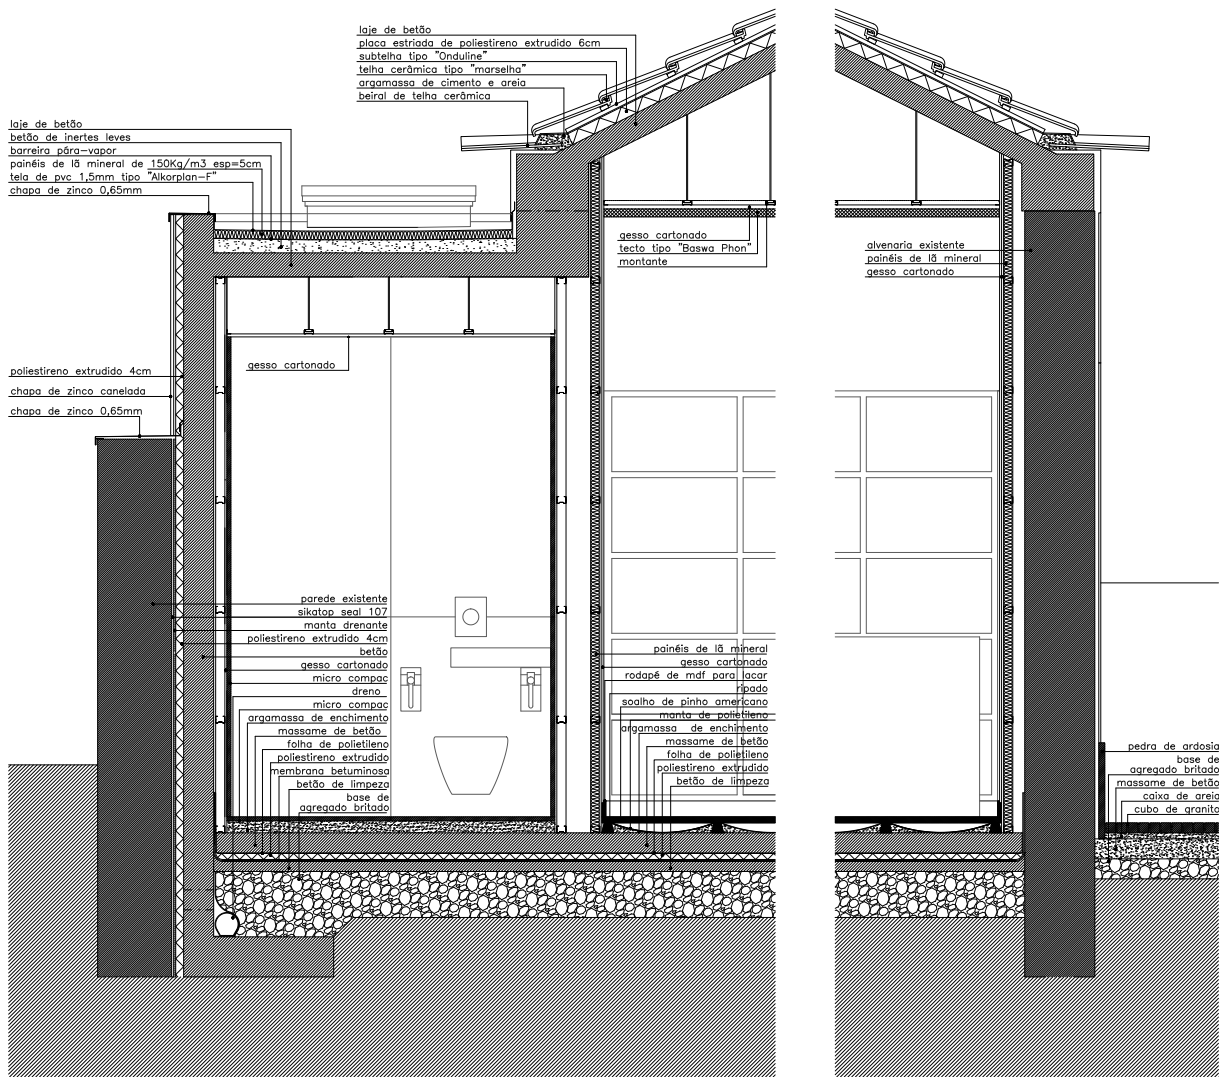 laje de betão
placa estriada de poliestireno extrudido 6cm
subtelha tipo "Onduline"
telha cerâmica tipo "marselha"
argamassa de cimento e areia
beiral de telha cerâmica
laje de betão
betão de inertes leves
barreira pára-vapor
painéis de lã mineral de 150Kg/m3 esp=5cm
tela de pvc 1,5mm tipo "Alkorplan-F"
chapa de zinco 0,65mm
gesso cartonado
tecto tipo "Baswa Phon"
montante
alvenaria existente
painéis de lã mineral
gesso cartonado
poliestireno extrudido 4cm
chapa de zinco canelada
chapa de zinco 0,65mm
gesso cartonado
parede existente
sikatop seal 107
manta drenante
poliestireno extrudido 4cm
betão
gesso cartonado
micro compac
dreno
micro compac
argamassa de enchimento
massame de betão
folha de polietileno
poliestireno extrudido
membrana betuminosa
betão de limpeza
base de
agregado britado
painéis de lã mineral
gesso cartonado
rodapé de mdf para lacar
ripado
soalho de pinho americano
manta de polietileno
argamassa de enchimento
massame de betão
folha de polietileno
poliestireno extrudido
betão de limpeza
pedra de ardosia
base de
agregado britado
massame de betão
caixa de areia
cubo de granito